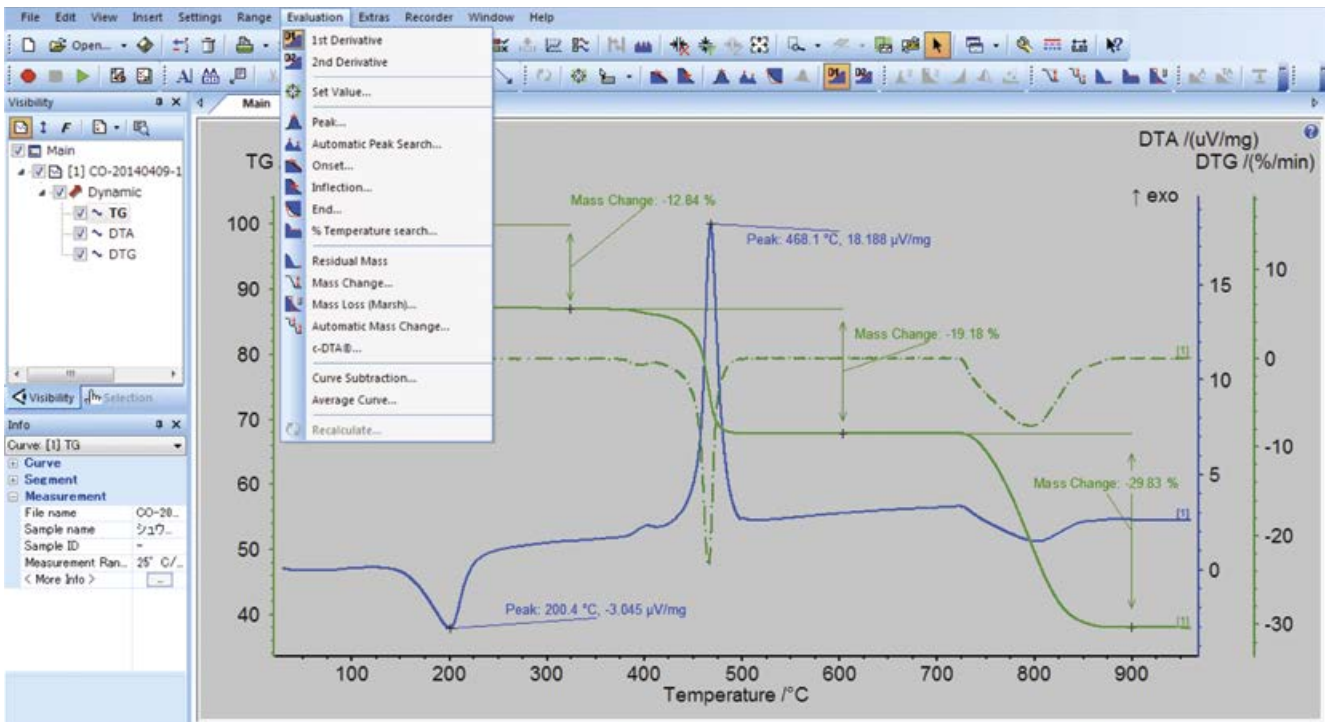 File Edit View Insert Settings Range Evaluation Extras Recorder Window Help
Open...
1st Derivative
2nd Derivative
Set Value...
Peak...
Automatic Peak Search...
Onset...
Inflection...
End...
% Temperature search...
Residual Mass
Mass Change...
Mass Loss (Marsh)...
Automatic Mass Change...
c-DTA®...
Curve Subtraction...
Average Curve...
Recalculate...
Visibility
Main
[1] CO-20140409-1
Dynamic
TG
DTA
DTG
Visibility Selection
Info
Curve: [1] TG
Curve
Segment
Measurement
File name CO-20..
Sample name シュウ..
Sample ID -
Measurement Ran.. 25° C/..
< More Info > ...
Main
TG
DTA /(uV/mg)
DTG /(%/min)
↑ exo
Mass Change: -12.84 %
Peak: 468.1 °C, 18.188 µV/mg
Mass Change: -19.18 %
Mass Change: -29.83 %
Peak: 200.4 °C, -3.045 µV/mg
[1]
[1]
[1]
100
90
80
70
60
50
40
15
10
5
0
10
0
-10
-20
-30
100 200 300 400 500 600 700 800 900
Temperature /°C